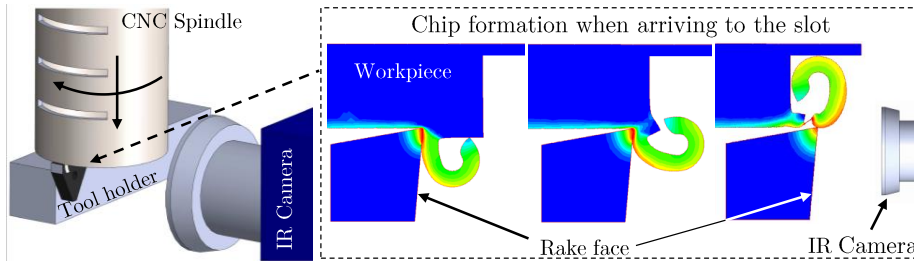 CNC Spindle
Tool holder
IR Camera
Chip formation when arriving to the slot
Workpiece
Rake face
IR Camera